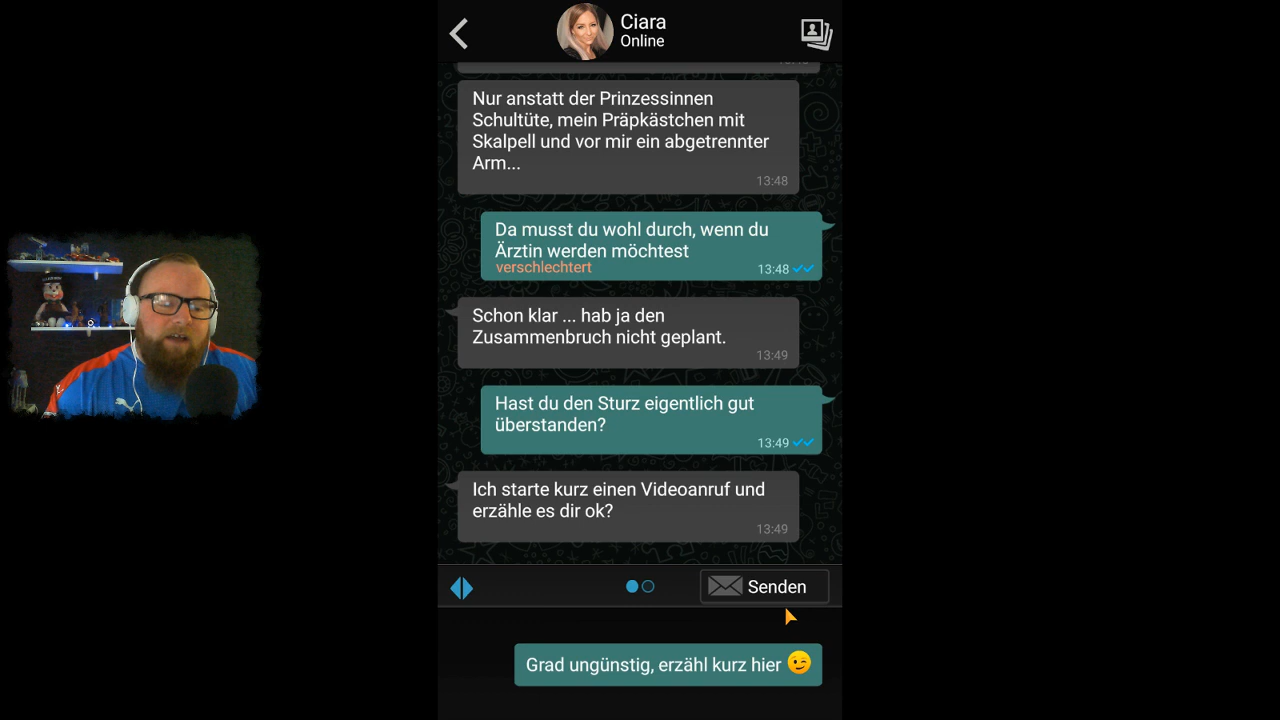 Ciara
Online
Nur anstatt der Prinzessinnen
Schultüte, mein Präpkästchen mit
Skalpell und vor mir ein abgetrennter
Arm...
13:48
Da musst du wohl durch, wenn du
Ärztin werden möchtest
verschlechtert 13:48
Schon klar ... hab ja den
Zusammenbruch nicht geplant.
13:49
Hast du den Sturz eigentlich gut
überstanden?
13:49
Ich starte kurz einen Videoanruf und
erzähle es dir ok?
13:49
Senden
Grad ungünstig, erzähl kurz hier 😉